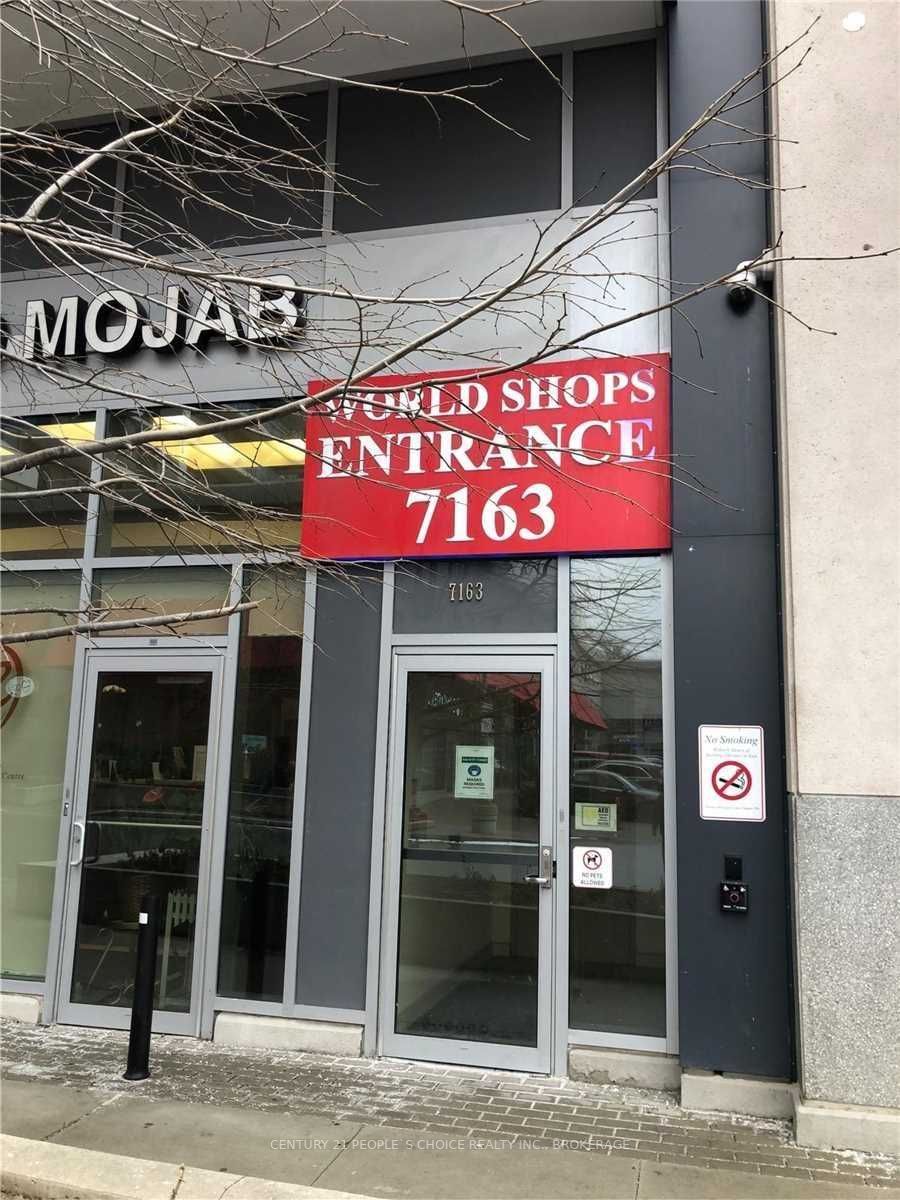 MOJAB
WORLD SHOPS
ENTRANCE
7163
7163
MASKS
REQUIRED
AED
NO PETS
ALLOWED
No Smoking
Centre
CENTURY 21 PEOPLE`S CHOICE REALTY INC., BROKERAGE